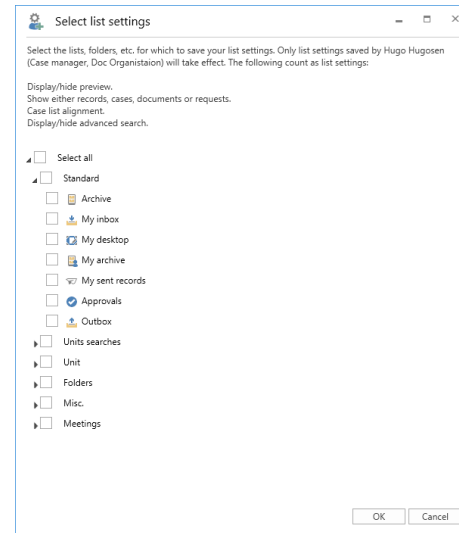 Select list settings
Select the lists, folders, etc. for which to save your list settings. Only list settings saved by Hugo Hugosen
(Case manager, Doc Organistaion) will take effect. The following count as list settings:
Display/hide preview.
Show either records, cases, documents or requests.
Case list alignment.
Display/hide advanced search.
Select all
Standard
Archive
My inbox
My desktop
My archive
My sent records
Approvals
Outbox
Units searches
Unit
Folders
Misc.
Meetings
OK Cancel